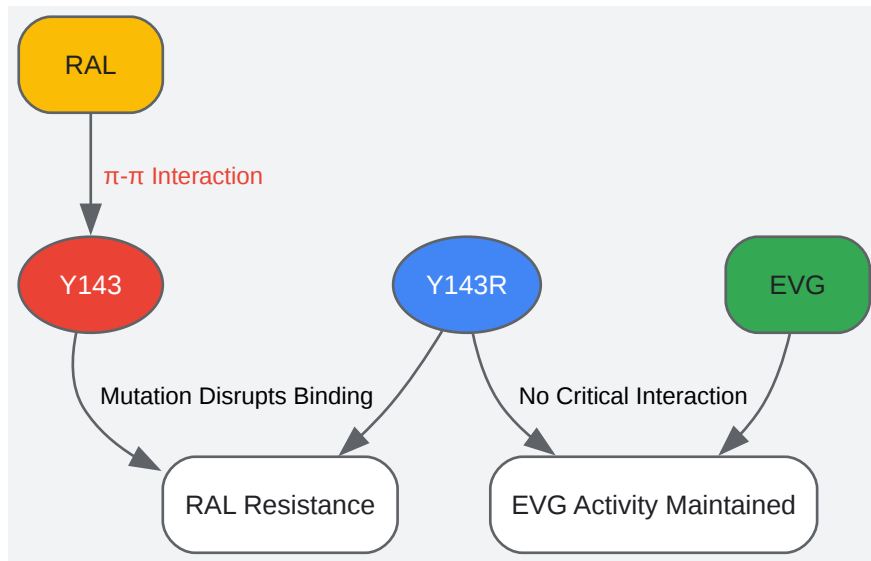 RAL
π-π Interaction
Y143
Y143R
EVG
Mutation Disrupts Binding
No Critical Interaction
RAL Resistance
EVG Activity Maintained